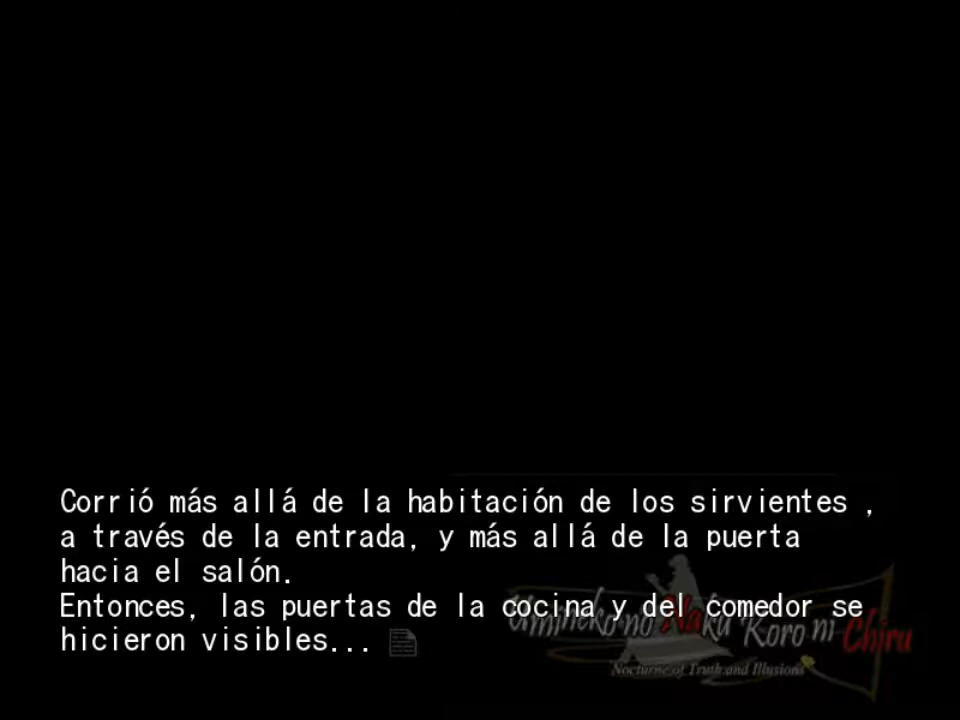 Corrió más allá de la habitación de los sirvientes ,
a través de la entrada, y más allá de la puerta
hacia el salón.
Entonces, las puertas de la cocina y del comedor se
hicieron visibles...
Umineko no Naku Koro ni Chiru
Nocturne of Truth and Illusions